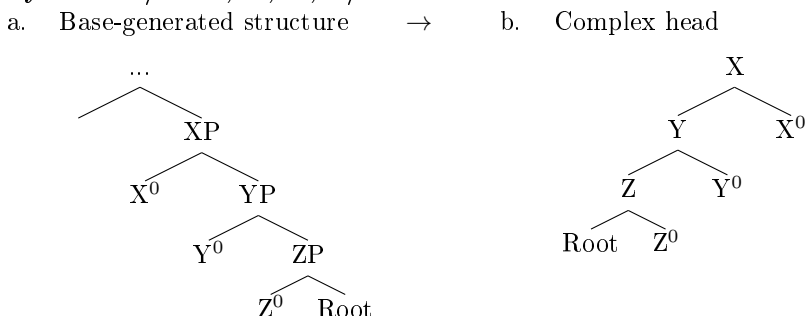 a. Base-generated structure → b. Complex head
... X
XP Y X⁰
X⁰ YP Z Y⁰
Y⁰ ZP Root Z⁰
Z⁰ Root